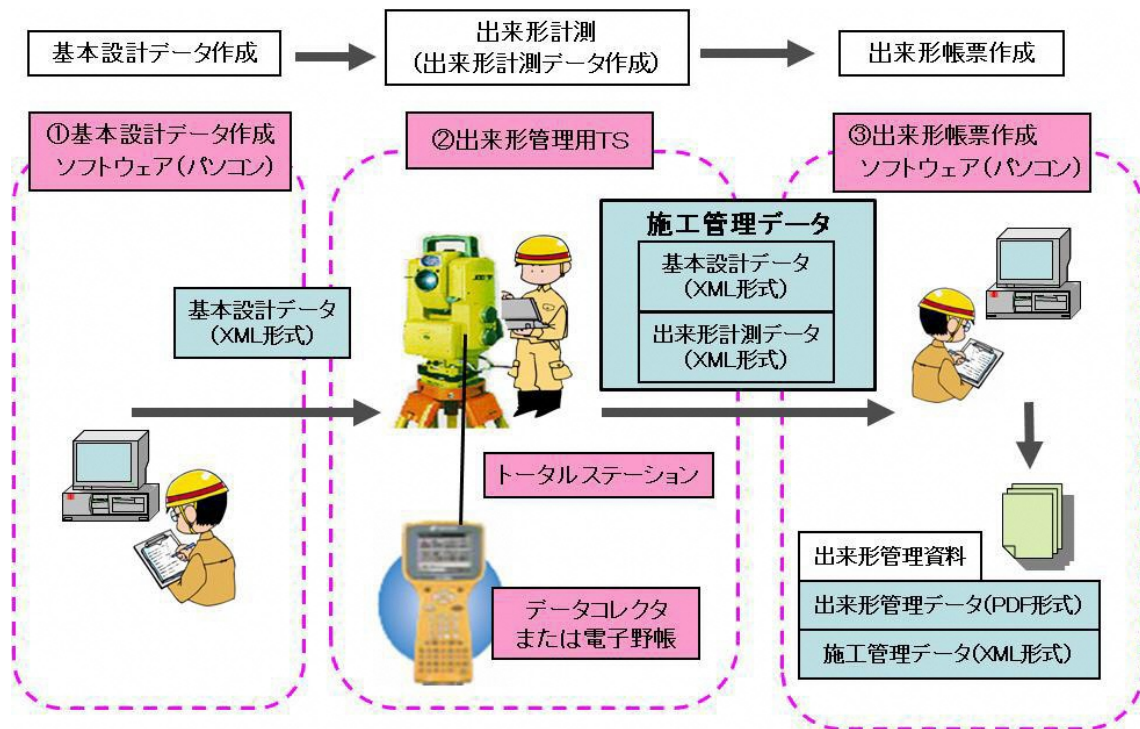 基本設計データ作成
出来形計測
(出来形計測データ作成)
出来形帳票作成
①基本設計データ作成
ソフトウェア(パソコン)
②出来形管理用TS
③出来形帳票作成
ソフトウェア(パソコン)
施工管理データ
基本設計データ
(XML形式)
出来形計測データ
(XML形式)
基本設計データ
(XML形式)
トータルステーション
データコレクタ
または電子野帳
出来形管理資料
出来形管理データ(PDF形式)
施工管理データ(XML形式)